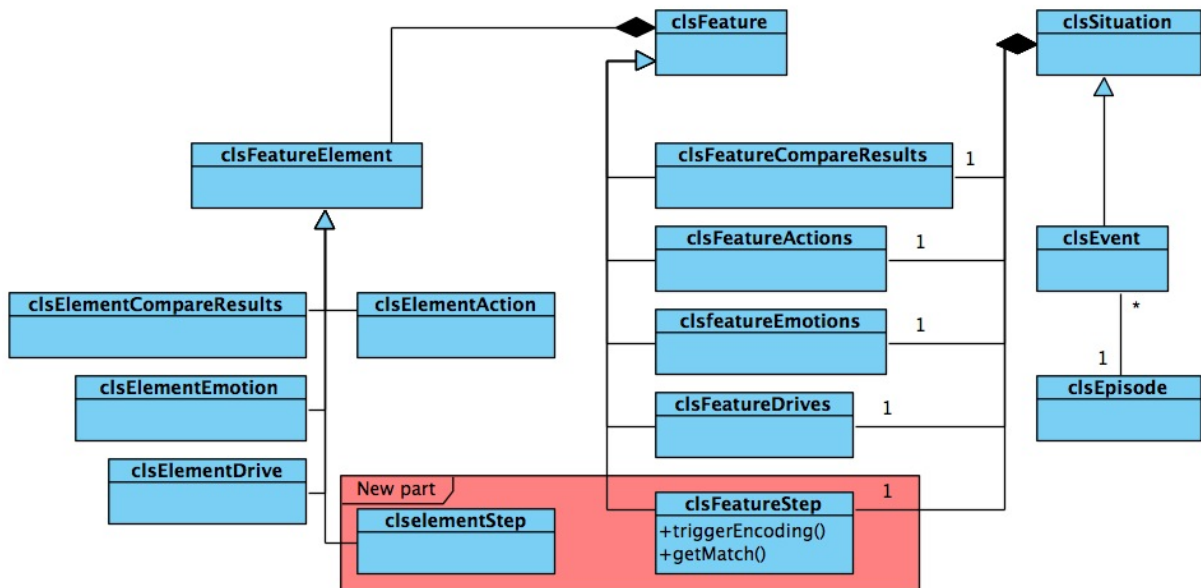 clsFeature
clsSituation
clsFeatureElement
clsFeatureCompareResults
1
clsFeatureActions
1
clsEvent
clsElementCompareResults
clsElementAction
clsfeatureEmotions
1
*
1
clsElementEmotion
clsFeatureDrives
1
clsEpisode
clsElementDrive
New part
clselementStep
clsFeatureStep
1
+triggerEncoding()
+getMatch()